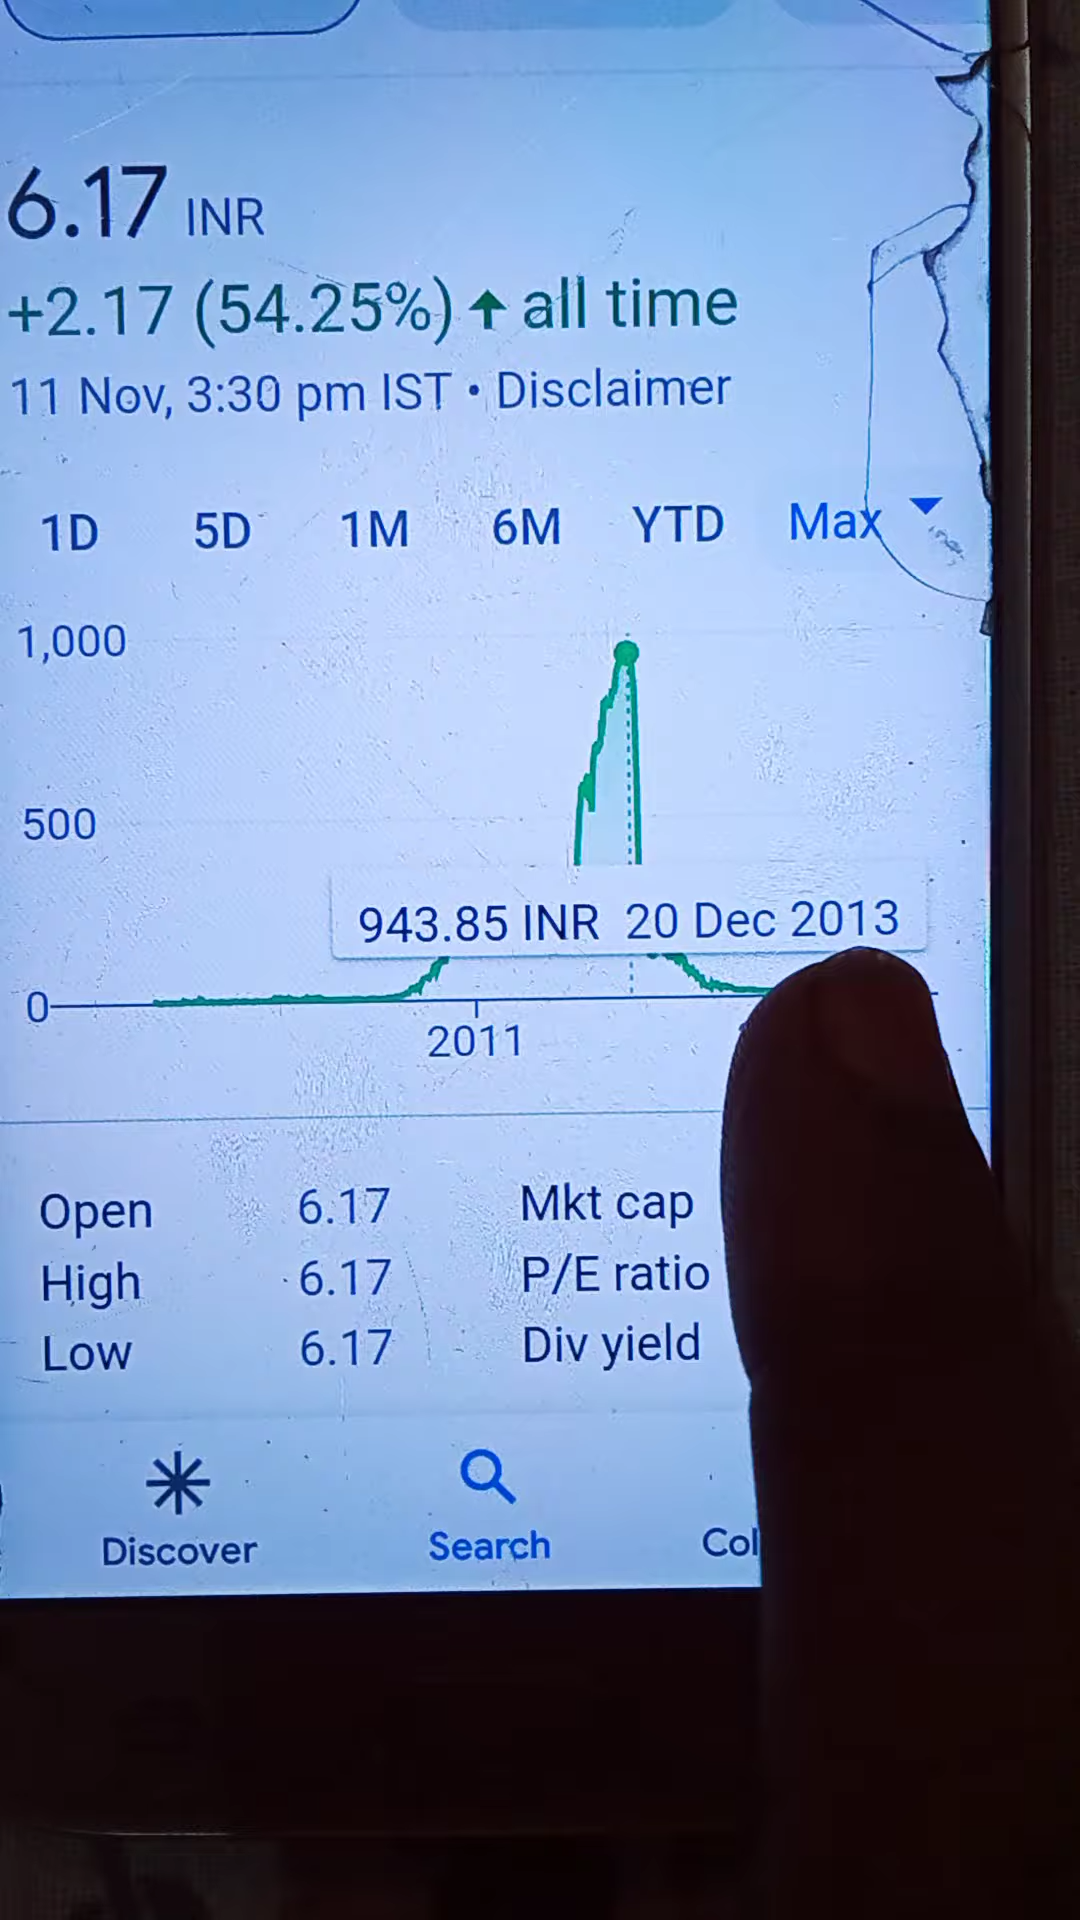 6.17 INR
+2.17 (54.25%) ↑ all time
11 Nov, 3:30 pm IST • Disclaimer
1D 5D 1M 6M YTD Max
1,000
500
943.85 INR 20 Dec 2013
0
2011
Open 6.17 Mkt cap
High 6.17 P/E ratio
Low 6.17 Div yield
Discover Search Col